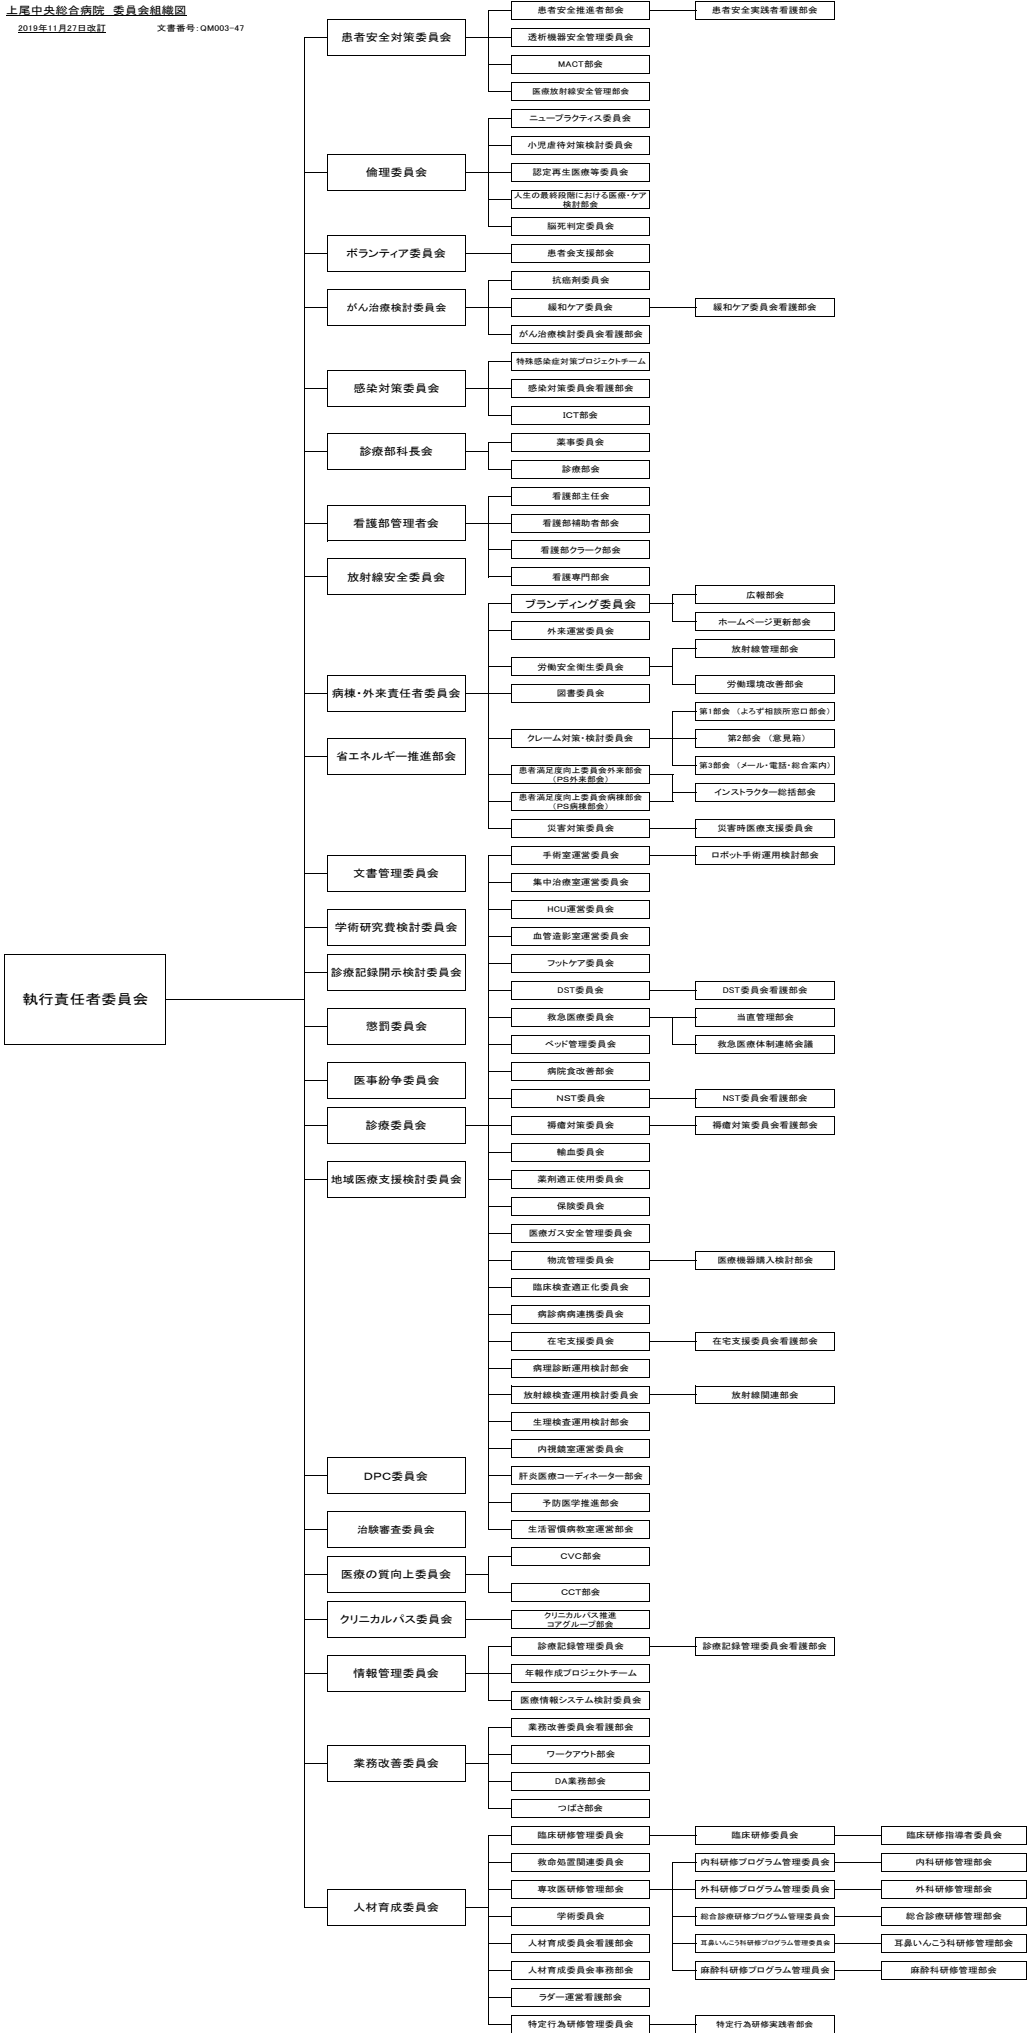 上尾中央総合病院 委員会組織図
2019年11月27日改訂 文書番号:QM003-47
執行責任者委員会
患者安全対策委員会
患者安全推進者部会
患者安全実践者看護部会
透析機器安全管理委員会
MACT部会
医療放射線安全管理部会
倫理委員会
ニュープラクティス委員会
小児虐待対策検討委員会
認定再生医療等委員会
人生の最終段階における医療・ケア
検討部会
脳死判定委員会
ボランティア委員会
患者会支援部会
がん治療検討委員会
抗癌剤委員会
緩和ケア委員会
緩和ケア委員会看護部会
がん治療検討委員会看護部会
感染対策委員会
特殊感染症対策プロジェクトチーム
感染対策委員会看護部会
ICT部会
診療部科長会
薬事委員会
診療部会
看護部管理者会
看護部主任会
看護部補助者部会
看護部クラーク部会
看護専門部会
放射線安全委員会
病棟・外来責任者委員会
ブランディング委員会
広報部会
ホームページ更新部会
外来運営委員会
労働安全衛生委員会
放射線管理部会
労働環境改善部会
図書委員会
クレーム対策・検討委員会
第1部会 (よろず相談所窓口部会)
第2部会 (意見箱)
第3部会 (メール・電話・総合案内)
患者満足度向上委員会外来部会
(PS外来部会)
患者満足度向上委員会病棟部会
(PS病棟部会)
インストラクター総括部会
災害対策委員会
災害時医療支援委員会
省エネルギー推進部会
文書管理委員会
学術研究費検討委員会
診療記録開示検討委員会
懲罰委員会
医事紛争委員会
診療委員会
手術室運営委員会
ロボット手術運用検討部会
集中治療室運営委員会
HCU運営委員会
血管造影室運営委員会
フットケア委員会
DST委員会
DST委員会看護部会
救急医療委員会
当直管理部会
救急医療体制連絡会議
ベッド管理委員会
病院食改善部会
NST委員会
NST委員会看護部会
褥瘡対策委員会
褥瘡対策委員会看護部会
輸血委員会
薬剤適正使用委員会
保険委員会
医療ガス安全管理委員会
物流管理委員会
医療機器購入検討部会
臨床検査適正化委員会
病診病病連携委員会
在宅支援委員会
在宅支援委員会看護部会
病理診断運用検討部会
放射線検査運用検討委員会
放射線関連部会
生理検査運用検討部会
内視鏡室運営委員会
肝炎医療コーディネーター部会
予防医学推進部会
生活習慣病教室運営部会
地域医療支援検討委員会
DPC委員会
治験審査委員会
医療の質向上委員会
CVC部会
CCT部会
クリニカルパス委員会
クリニカルパス推進
コアグループ部会
情報管理委員会
診療記録管理委員会
診療記録管理委員会看護部会
年報作成プロジェクトチーム
医療情報システム検討委員会
業務改善委員会
業務改善委員会看護部会
ワークアウト部会
DA業務部会
つばさ部会
人材育成委員会
臨床研修管理委員会
臨床研修委員会
臨床研修指導者委員会
救命処置関連委員会
専攻医研修管理部会
内科研修プログラム管理委員会
内科研修管理部会
外科研修プログラム管理委員会
外科研修管理部会
総合診療研修プログラム管理委員会
総合診療研修管理部会
耳鼻いんこう科研修プログラム管理委員会
耳鼻いんこう科研修管理部会
麻酔科研修プログラム管理員会
麻酔科研修管理部会
学術委員会
人材育成委員会看護部会
人材育成委員会事務部会
ラダー運営看護部会
特定行為研修管理委員会
特定行為研修実践者部会